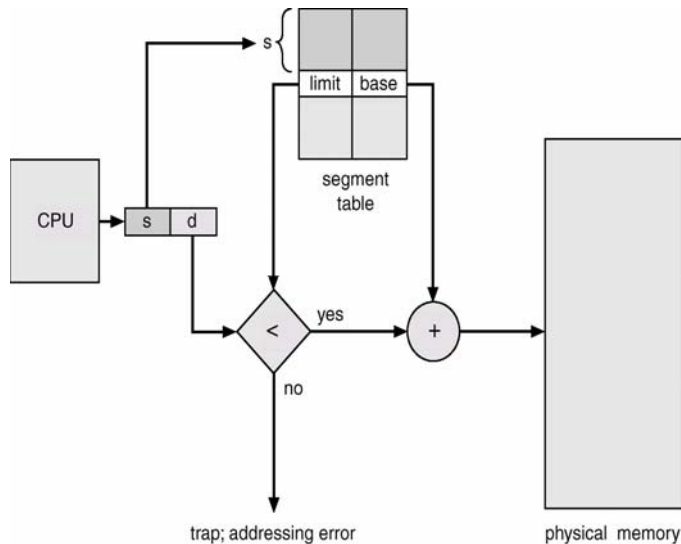 s {
limit base
segment
table
CPU
s d
<
yes
+
no
trap; addressing error
physical memory